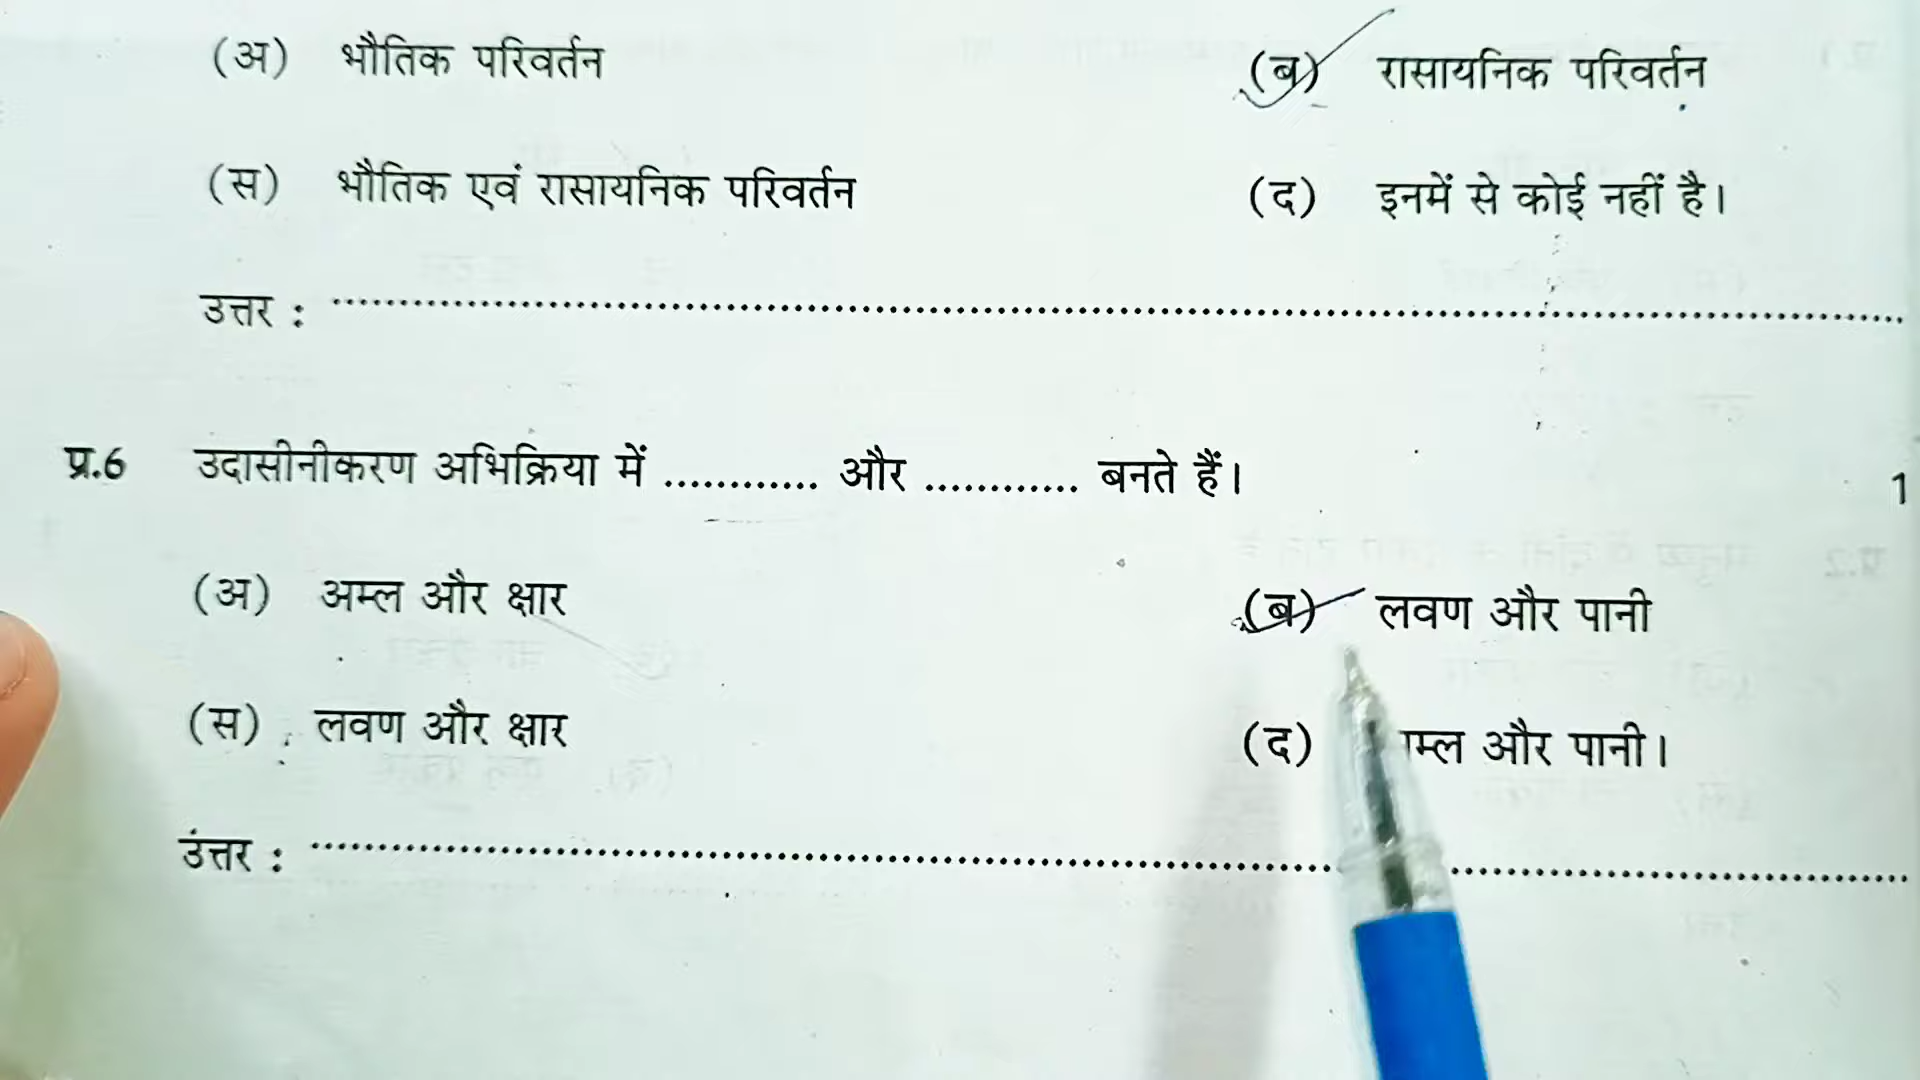 (अ) भौतिक परिवर्तन (ब) रासायनिक परिवर्तन
(स) भौतिक एवं रासायनिक परिवर्तन (द) इनमें से कोई नहीं है।
उत्तर :
प्र.6 उदासीनीकरण अभिक्रिया में ............ और ............ बनते हैं। 1
(अ) अम्ल और क्षार (ब) लवण और पानी
(स) लवण और क्षार (द) और पानी।
उत्तर :